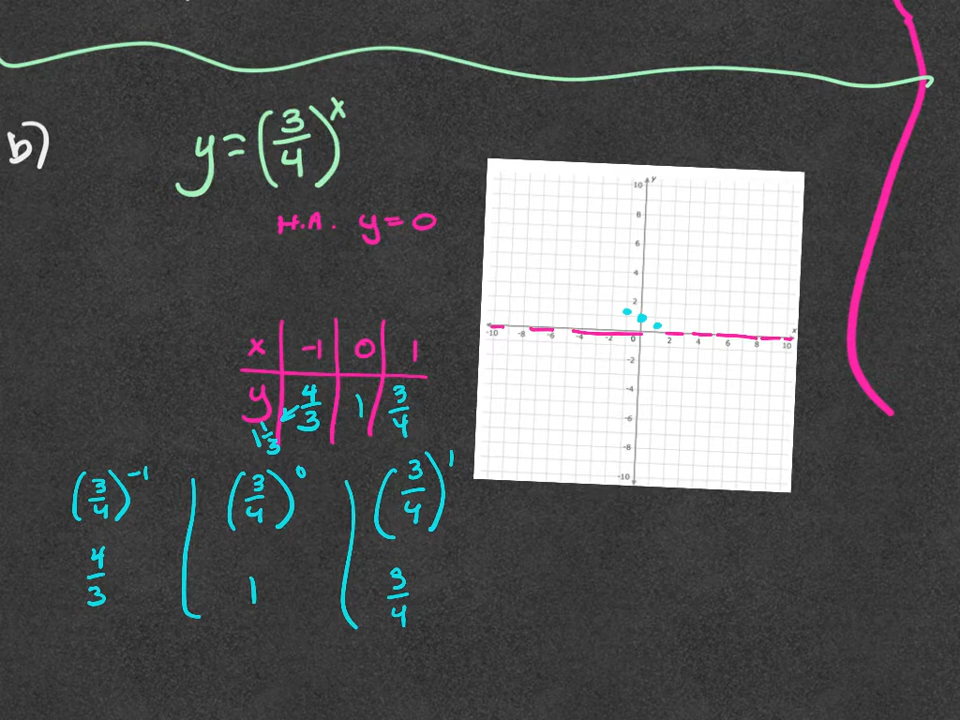 b) y = (3/4)^x
H.A. y = 0
x | -1 | 0 | 1
y | 4/3 | 1 | 3/4
1 1/3
(3/4)^-1 | (3/4)^0 | (3/4)^1
4/3 | 1 | 3/4
y
10
8
6
4
2
-10 -8 -6 -4 -2 0 2 4 6 8 10 x
-2
-4
-6
-8
-10